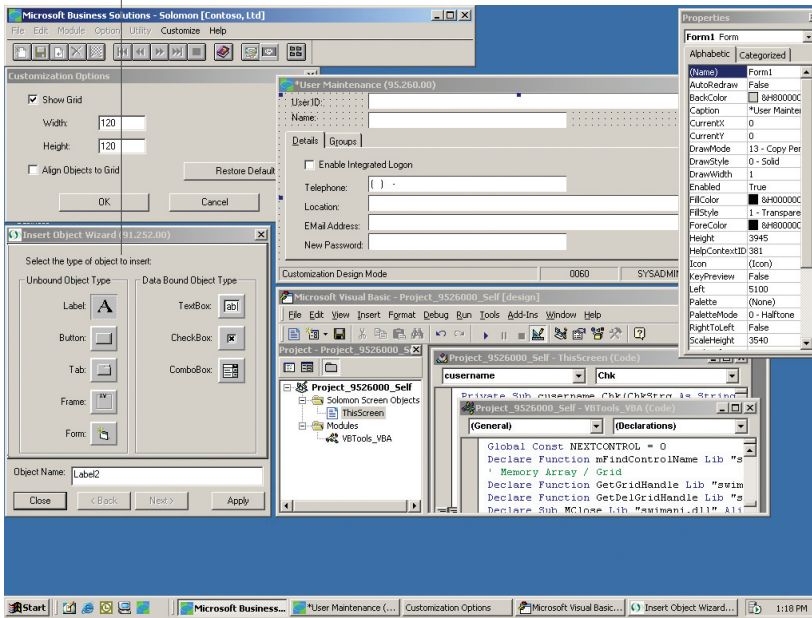 Microsoft Business Solutions - Solomon [Contoso, Ltd]
File Edit Module Option Utility Customize Help
Customization Options
Show Grid
Width: 120
Height: 120
Align Objects to Grid
Restore Default
OK Cancel
*User Maintenance (95.260.00)
User ID:
Name:
Details Groups
Enable Integrated Logon
Telephone: ( ) -
Location:
EMail Address:
New Password:
Customization Design Mode 0060 SYSADMI
Properties
Form1 Form
Alphabetic Categorized
(Name) Form1
AutoRedraw False
BackColor &H800000
Caption *User Mainter
CurrentX 0
CurrentY 0
DrawMode 13 - Copy Per
DrawStyle 0 - Solid
DrawWidth 1
Enabled True
FillColor &H000000
FillStyle 1 - Transpare
ForeColor &H800000
Height 3945
HelpContextID 381
Icon (Icon)
KeyPreview False
Left 5100
Palette (None)
PaletteMode 0 - Halftone
RightToLeft False
ScaleHeight 3540
Insert Object Wizard (91.252.00)
Select the type of object to insert:
Unbound Object Type Data Bound Object Type
Label: A TextBox: ab
Button: CheckBox:
Tab: ComboBox:
Frame: XV
Form:
Object Name: Label2
Close < Back Next > Apply
Microsoft Visual Basic - Project_9526000_Self [design]
File Edit View Insert Format Debug Run Tools Add-Ins Window Help
Project - Project_9526000_S
Project_9526000_Self
Solomon Screen Objects
ThisScreen
Modules
VBTools_VBA
Project_9526000_Self - ThisScreen (Code)
cusername Chk
Private Sub cusername_Chk(ChkStrg As String
Project_9526000_Self - VBTools_VBA (Code)
(General) (Declarations)
Global Const NEXTCONTROL = 0
Declare Function mFindControlName Lib "s
' Memory Array / Grid
Declare Function GetGridHandle Lib "swim
Declare Function GetDelGridHandle Lib "s
Declare Sub MClose Lib "swimapi.dll" Ali
Start Microsoft Business... *User Maintenance (... Customization Options Microsoft Visual Basic... Insert Object Wizard... 1:18 PM